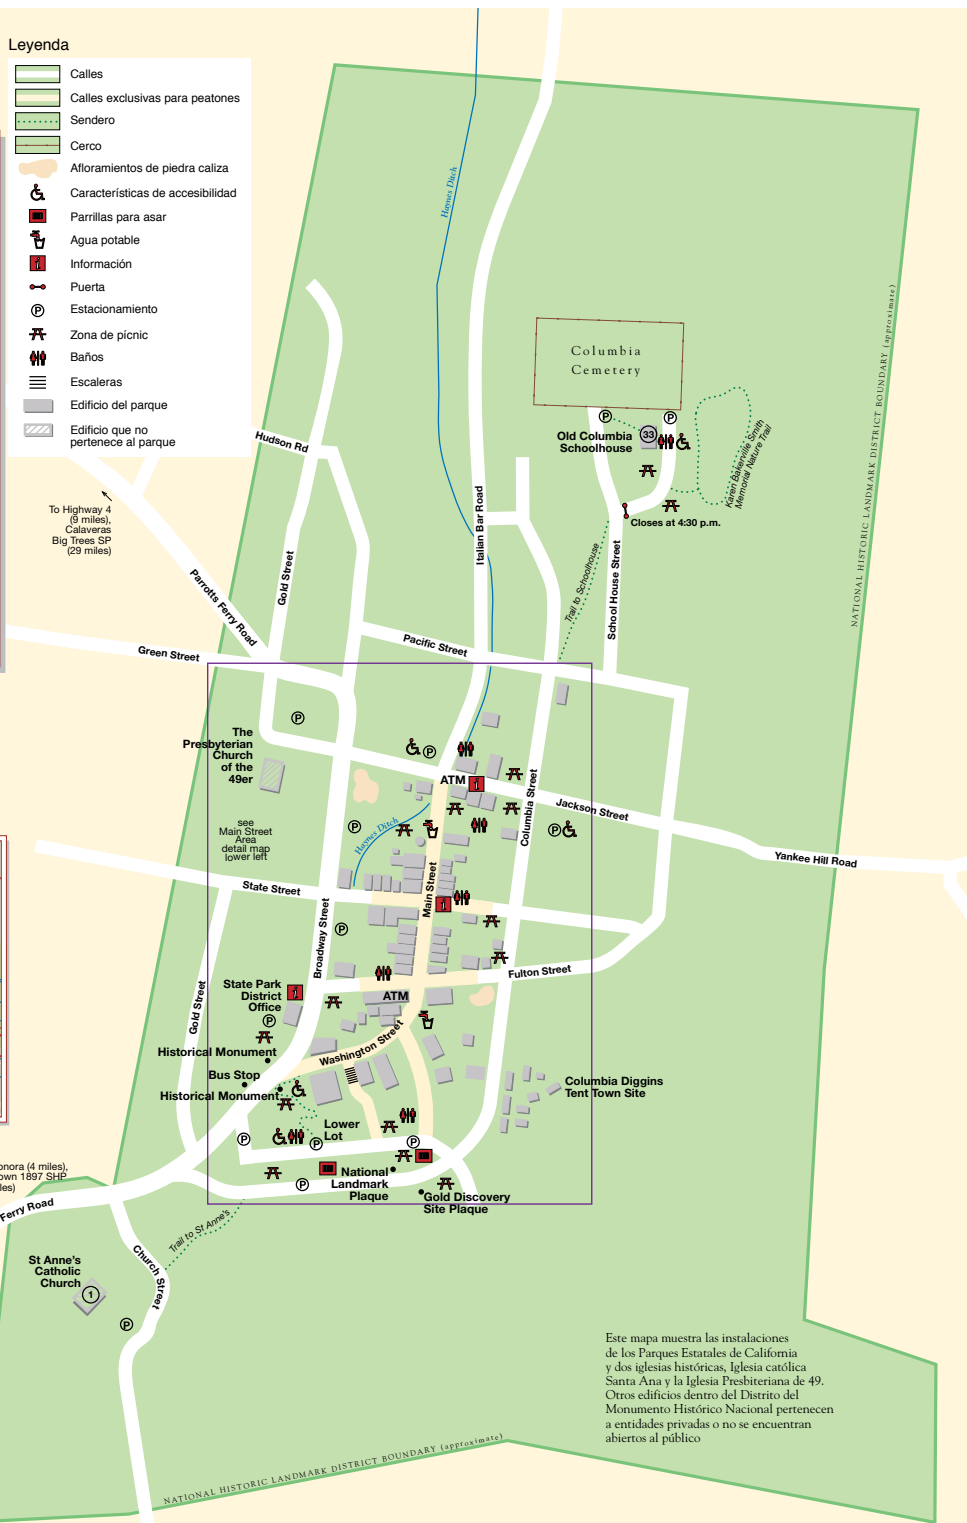 Leyenda
Calles
Calles exclusivas para peatones
Sendero
Cerco
Afloramientos de piedra caliza
Características de accesibilidad
Parrillas para asar
Agua potable
Información
Puerta
P Estacionamiento
Zona de pícnic
Baños
Escaleras
Edificio del parque
Edificio que no
pertenece al parque
Haynes Ditch
NATIONAL HISTORIC LANDMARK DISTRICT BOUNDARY (approximate)
Columbia
Cemetery
P
P
Old Columbia
Schoolhouse
33
Karen Bakerville Smith
Memorial Nature Trail
Closes at 4:30 p.m.
Hudson Rd
To Highway 4
(9 miles),
Calaveras
Big Trees SP
(29 miles)
Italian Bar Road
Gold Street
Parrotts Ferry Road
Trail to Schoolhouse
School House Street
Pacific Street
Green Street
P
The
Presbyterian
Church
of the
49er
P
ATM
Jackson Street
Columbia Street
see
Main Street
Area
detail map
lower left
P
Haynes Ditch
P
Yankee Hill Road
State Street
Main Street
Broadway Street
P
Fulton Street
State Park
District
Office
ATM
Gold Street
P
Washington Street
Historical Monument
Bus Stop
Historical Monument
Columbia Diggins
Tent Town Site
Lower
Lot
P
P
P
National
Landmark
Plaque
P
Gold Discovery
Site Plaque
onora (4 miles),
own 1897 SHP
les)
Ferry Road
Trail to St Anne's
Church Street
St Anne's
Catholic
Church
1
P
Este mapa muestra las instalaciones
de los Parques Estatales de California
y dos iglesias históricas, Iglesia católica
Santa Ana y la Iglesia Presbiteriana de 49.
Otros edificios dentro del Distrito del
Monumento Histórico Nacional pertenecen
a entidades privadas o no se encuentran
abiertos al público
NATIONAL HISTORIC LANDMARK DISTRICT BOUNDARY (approximate)